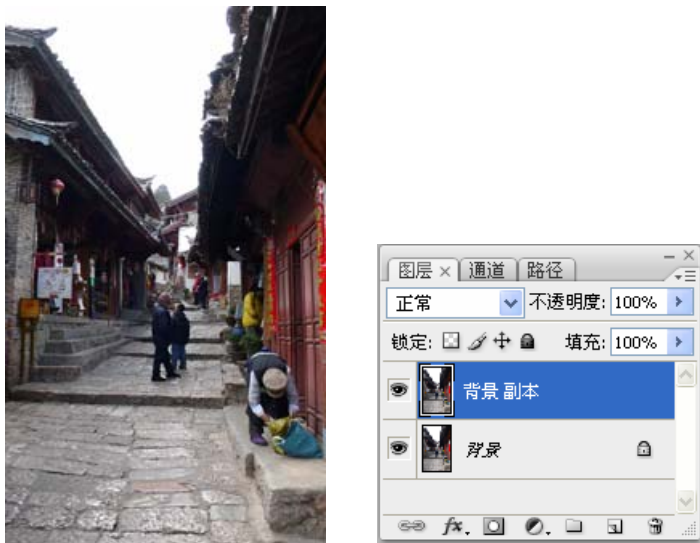 图层 × 通道 路径
正常 不透明度: 100%
锁定: 填充: 100%
背景 副本
背景